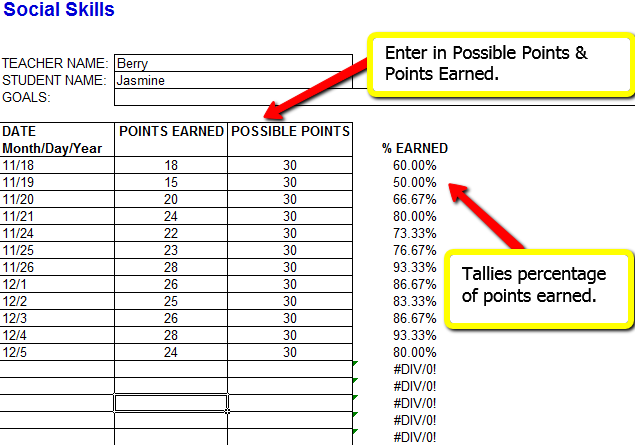 Social Skills
Enter in Possible Points &
Points Earned.
TEACHER NAME: Berry
STUDENT NAME: Jasmine
GOALS:
DATE POINTS EARNED POSSIBLE POINTS
Month/Day/Year % EARNED
11/18 18 30 60.00%
11/19 15 30 50.00%
11/20 20 30 66.67%
11/21 24 30 80.00%
11/24 22 30 73.33%
11/25 23 30 76.67%
11/26 28 30 93.33%
12/1 26 30 86.67%
12/2 25 30 83.33%
12/3 26 30 86.67%
12/4 28 30 93.33%
12/5 24 30 80.00%
Tallies percentage
of points earned.
#DIV/0!
#DIV/0!
#DIV/0!
#DIV/0!
#DIV/0!